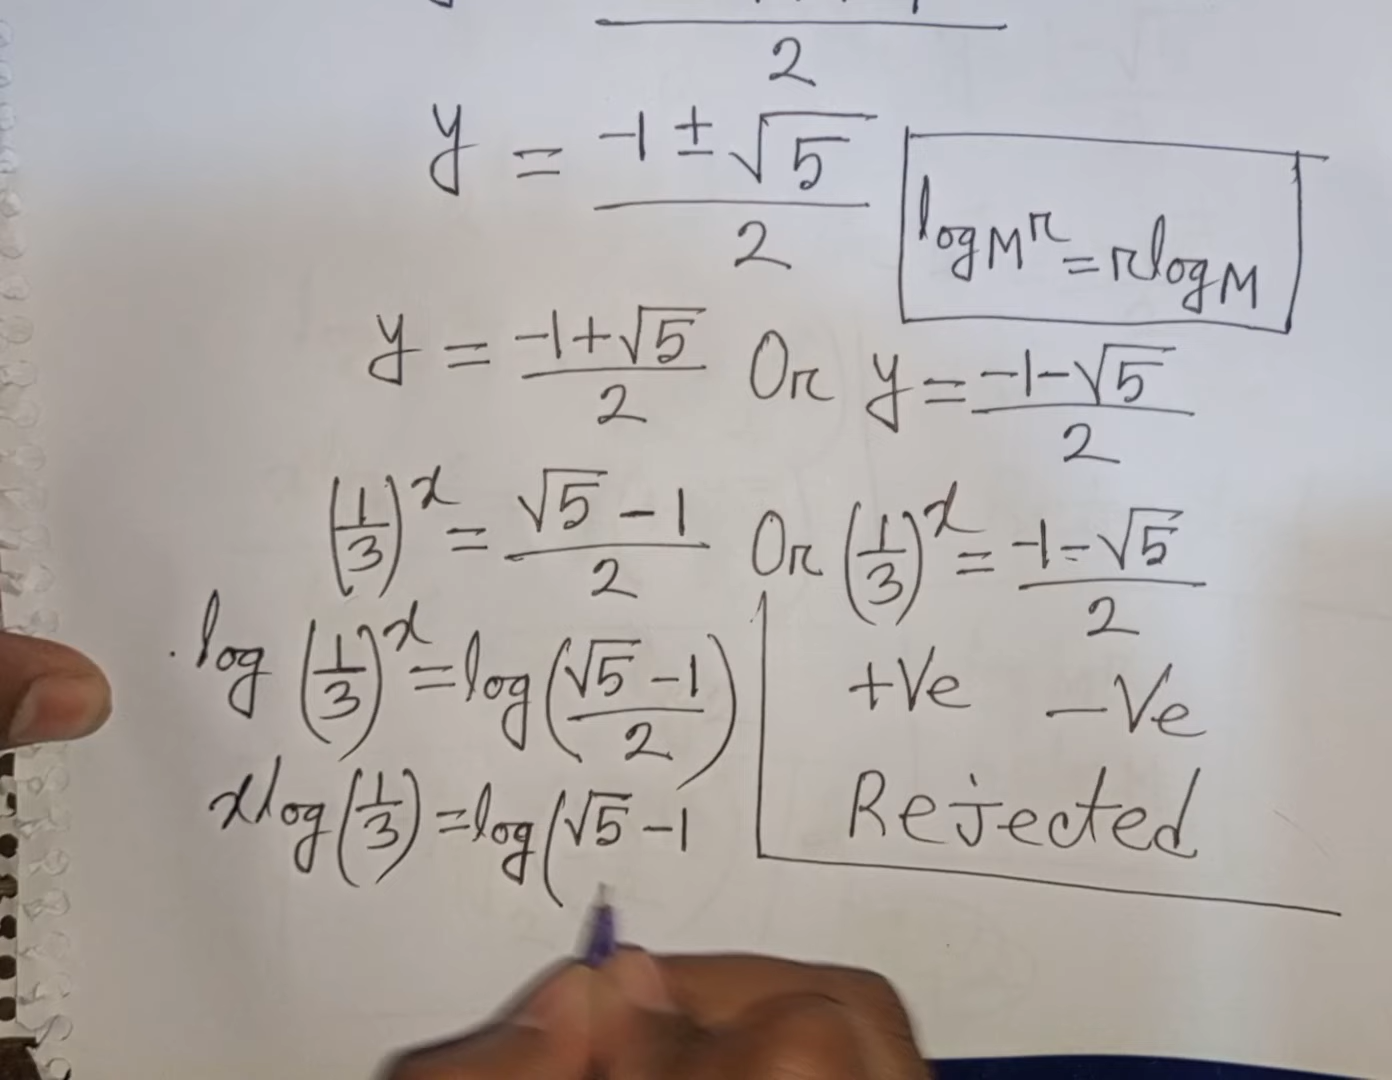 2
y = (-1 ± √5)/2
log M^r = r log M
y = (-1+√5)/2 Or y = (-1-√5)/2
(1/3)^x = (√5 - 1)/2 Or (1/3)^x = (-1-√5)/2
log (1/3)^x = log((√5 - 1)/2)
+Ve -Ve
x log(1/3) = log(√5 - 1
Rejected